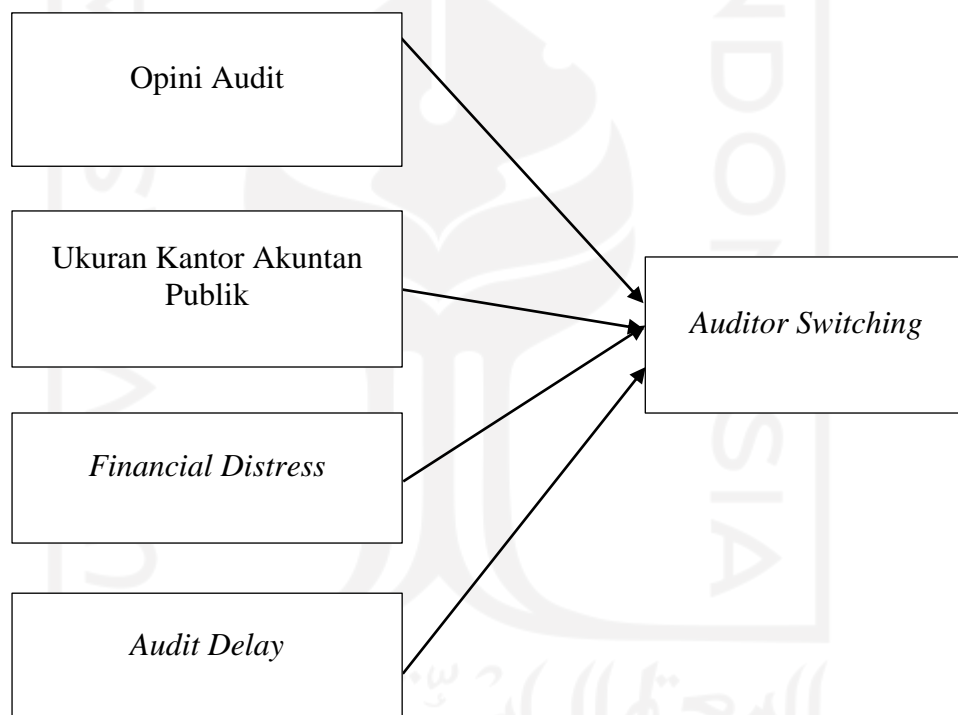 Opini Audit
Ukuran Kantor Akuntan
Publik
Auditor Switching
Financial Distress
Audit Delay